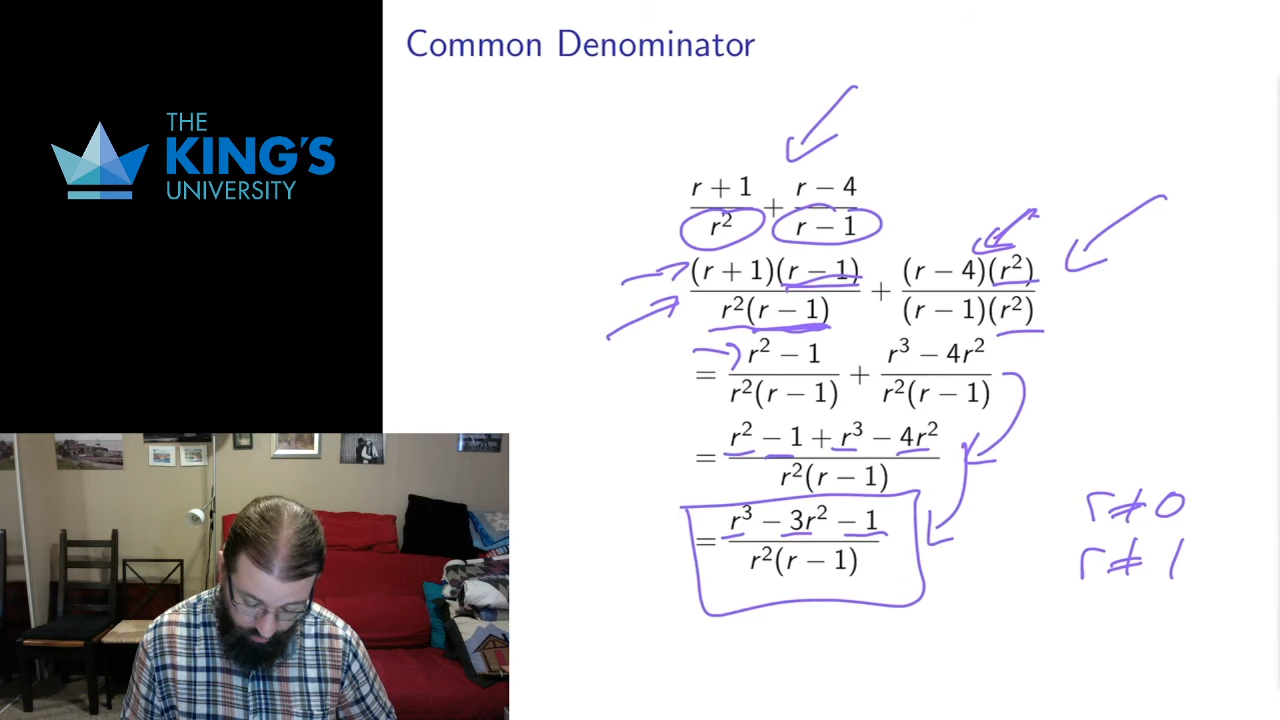 THE
KING'S
UNIVERSITY
Common Denominator
r + 1 / r² + r − 4 / r − 1
(r + 1)(r − 1) / r²(r − 1) + (r − 4)(r²) / (r − 1)(r²)
= r² − 1 / r²(r − 1) + r³ − 4r² / r²(r − 1)
= r² − 1 + r³ − 4r² / r²(r − 1)
= r³ − 3r² − 1 / r²(r − 1)
r ≠ 0
r ≠ 1